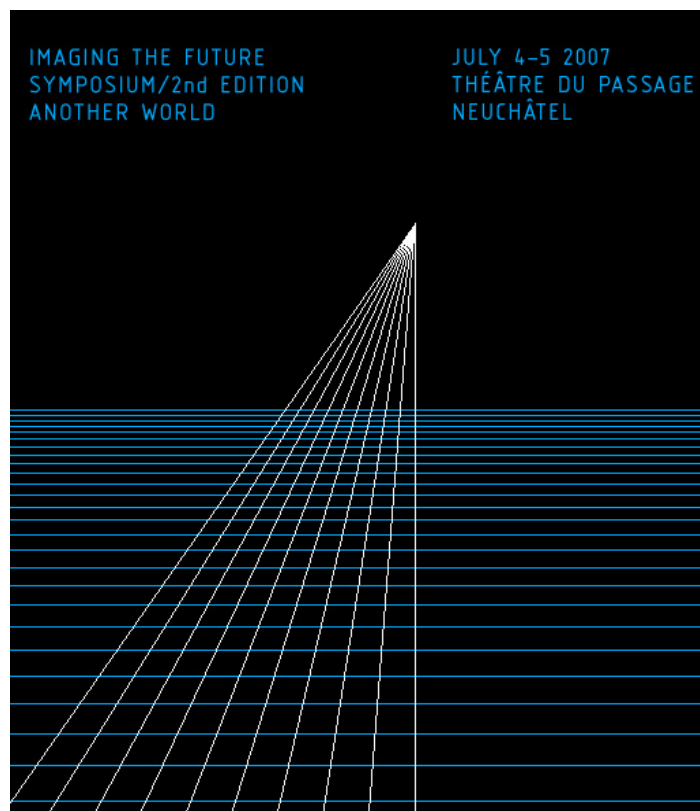 IMAGING THE FUTURE
SYMPOSIUM/2nd EDITION
ANOTHER WORLD
JULY 4–5 2007
THÉÂTRE DU PASSAGE
NEUCHÂTEL